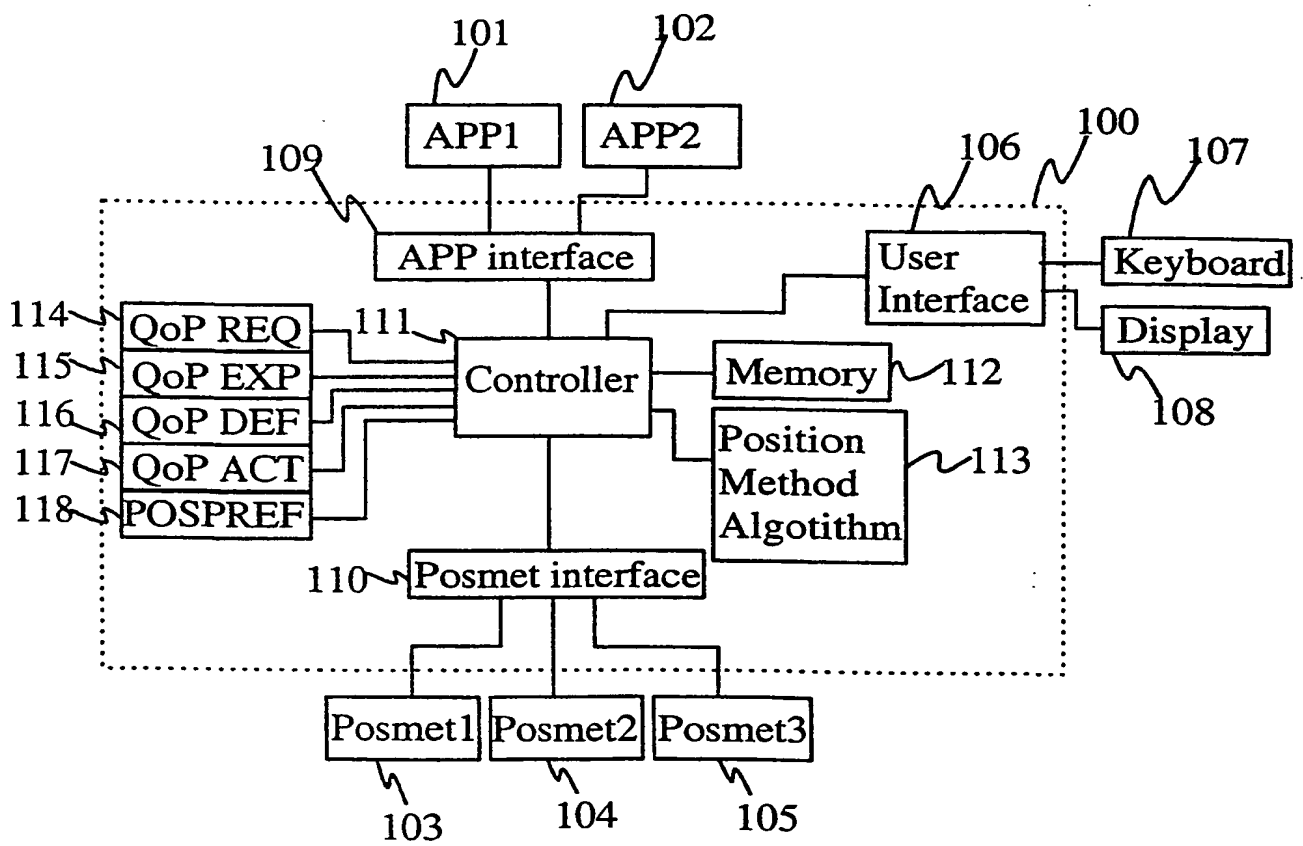 101
102
APP1
APP2
100
106
107
109
APP interface
User
Interface
Keyboard
Display
108
114
QoP REQ
111
115
QoP EXP
Controller
Memory
112
116
QoP DEF
117
QoP ACT
Position
Method
Algotithm
113
118
POSPREF
110
Posmet interface
Posmet1
Posmet2
Posmet3
103
104
105